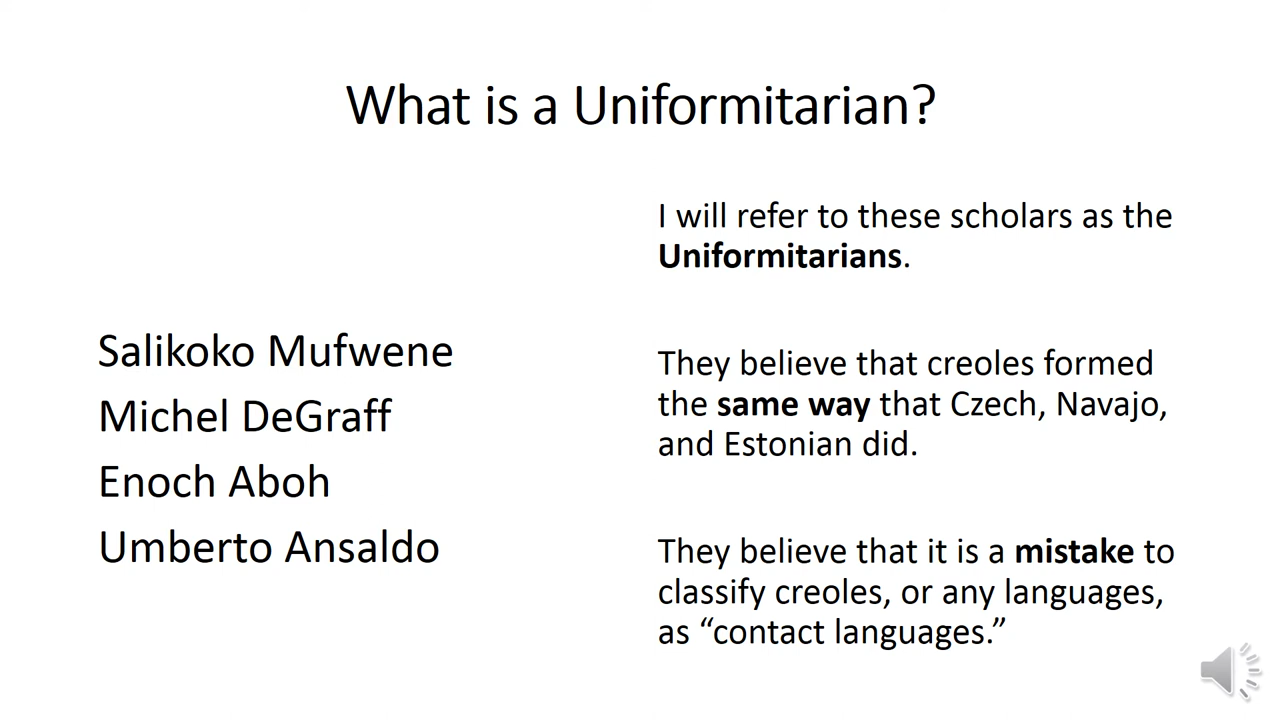 What is a Uniformitarian?
Salikoko Mufwene
Michel DeGraff
Enoch Aboh
Umberto Ansaldo
I will refer to these scholars as the
Uniformitarians.
They believe that creoles formed
the same way that Czech, Navajo,
and Estonian did.
They believe that it is a mistake to
classify creoles, or any languages,
as “contact languages.”